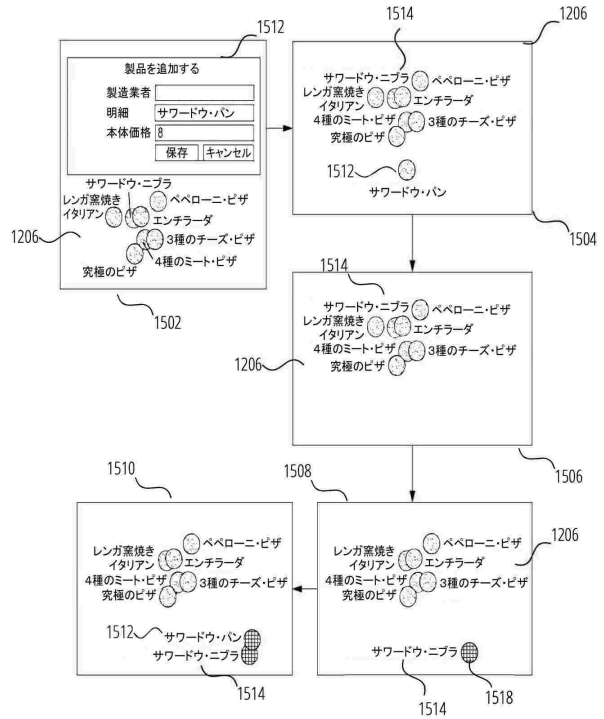 1512
製品を追加する
製造業者
明細 サワードウ・パン
本体価格 8
保存 キャンセル
サワードウ・ニブラ
ペペローニ・ピザ
レンガ窯焼き
イタリアン
エンチラーダ
1206
3種のチーズ・ピザ
4種のミート・ピザ
究極のピザ
1502
1514
1206
サワードウ・ニブラ
ペペローニ・ピザ
レンガ窯焼き
イタリアン
エンチラーダ
4種のミート・ピザ
3種のチーズ・ピザ
究極のピザ
1512
サワードウ・パン
1504
1514
サワードウ・ニブラ
ペペローニ・ピザ
レンガ窯焼き
イタリアン
エンチラーダ
4種のミート・ピザ
3種のチーズ・ピザ
1206
究極のピザ
1506
1508
ペペローニ・ピザ
1206
レンガ窯焼き
イタリアン
エンチラーダ
4種のミート・ピザ
3種のチーズ・ピザ
究極のピザ
サワードウ・ニブラ
1514
1518
1510
ペペローニ・ピザ
レンガ窯焼き
イタリアン
エンチラーダ
4種のミート・ピザ
3種のチーズ・ピザ
究極のピザ
1512
サワードウ・パン
サワードウ・ニブラ
1514